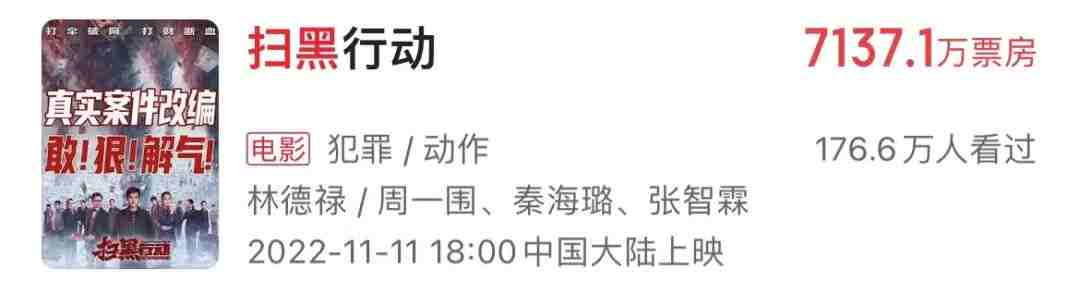 打伞破网 打财断血
真实案件改编
敢!狠!解气!
扫黑行动
扫黑行动
7137.1万票房
电影 犯罪 / 动作
176.6万人看过
林德禄 / 周一围、秦海璐、张智霖
2022-11-11 18:00中国大陆上映